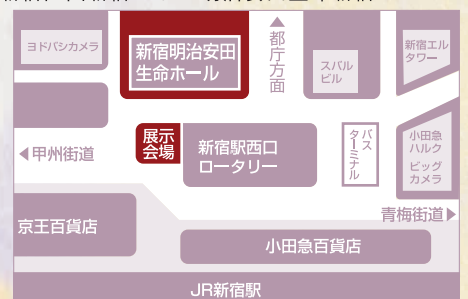 ヨドバシカメラ
新宿明治安田
生命ホール
▲
都庁方面
スバル
ビル
新宿エル
タワー
展示
会場
新宿駅西口
ロータリー
バス
ターミナル
小田急
ハルク
ビッグ
カメラ
◀甲州街道
青梅街道▶
京王百貨店
小田急百貨店
JR新宿駅